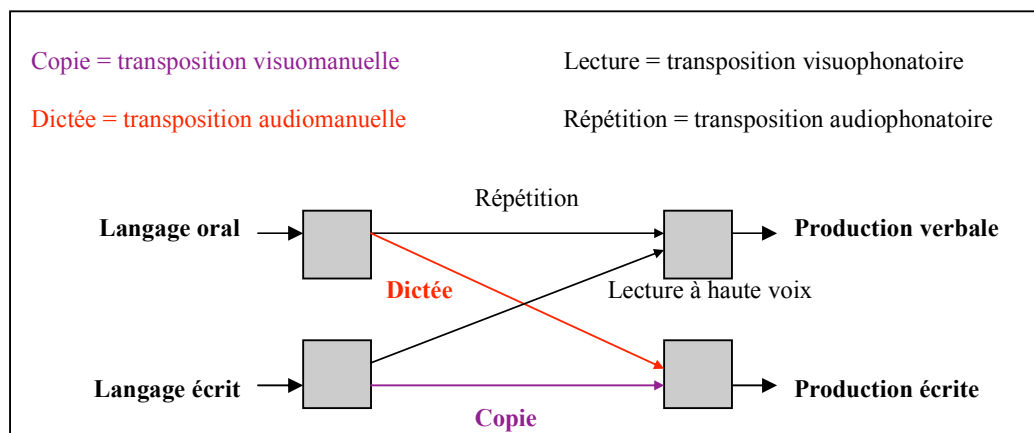 Copie = transposition visuomanuelle
Lecture = transposition visuophonatoire
Dictée = transposition audiomanuelle
Répétition = transposition audiophonatoire
Répétition
Langage oral
Production verbale
Dictée
Lecture à haute voix
Langage écrit
Production écrite
Copie